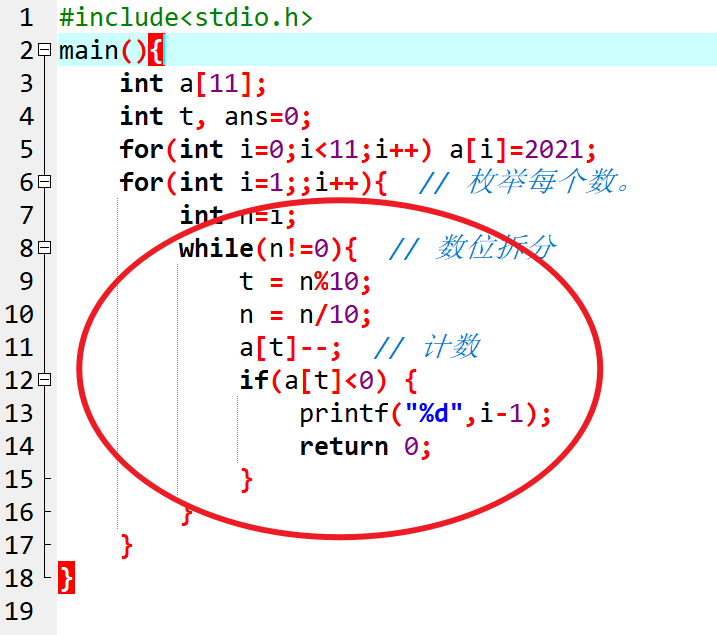 1 #include<stdio.h>
2 main(){
3 int a[11];
4 int t, ans=0;
5 for(int i=0;i<11;i++) a[i]=2021;
6 for(int i=1;;i++){ // 枚举每个数。
7 int n=i;
8 while(n!=0){ // 数位拆分
9 t = n%10;
10 n = n/10;
11 a[t]--; // 计数
12 if(a[t]<0) {
13 printf("%d",i-1);
14 return 0;
15 }
16 }
17 }
18 }
19